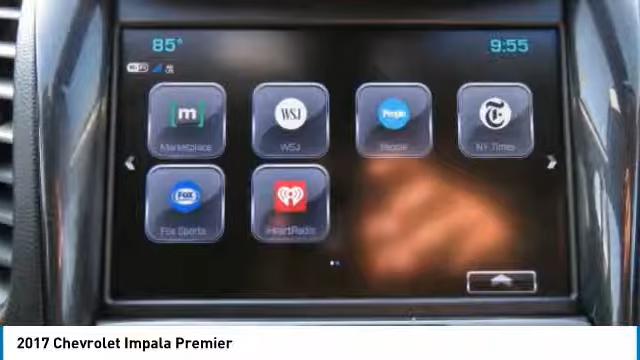 85°
9:55
WiFi
m
WSJ
People
T
Marketplace
WSJ
People
NY Times
FOX SPORTS
Fox Sports
iHeartRadio
2017 Chevrolet Impala Premier